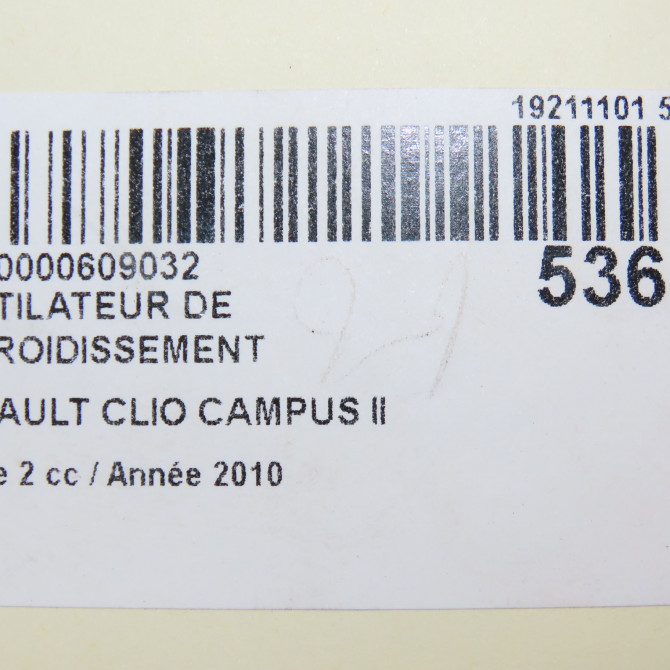 19211101 5
0000609032
536
TILATEUR DE
ROIDISSEMENT
AULT CLIO CAMPUS II
e 2 cc / Année 2010